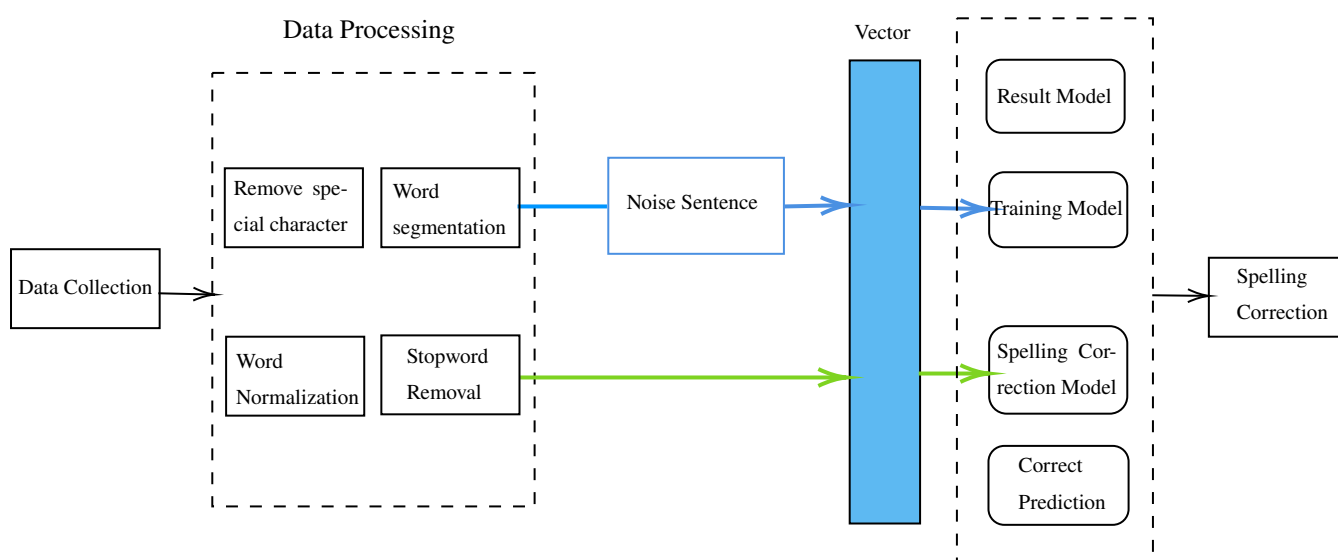 Data Processing
Vector
Result Model
Remove spe-
cial character
Word
segmentation
Noise Sentence
Training Model
Data Collection
Spelling
Correction
Word
Normalization
Stopword
Removal
Spelling Cor-
rection Model
Correct
Prediction